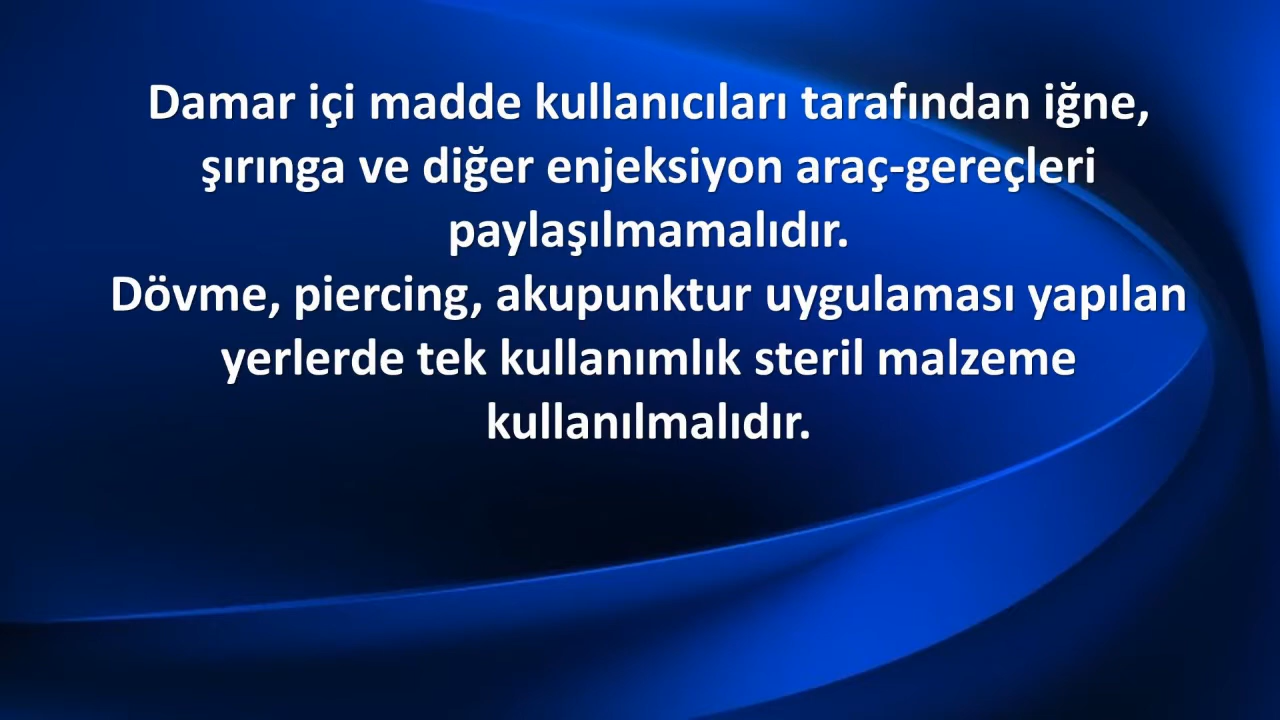 Damar içi madde kullanıcıları tarafından iğne,
şırınga ve diğer enjeksiyon araç-gereçleri
paylaşılmamalıdır.
Dövme, piercing, akupunktur uygulaması yapılan
yerlerde tek kullanımlık steril malzeme
kullanılmalıdır.